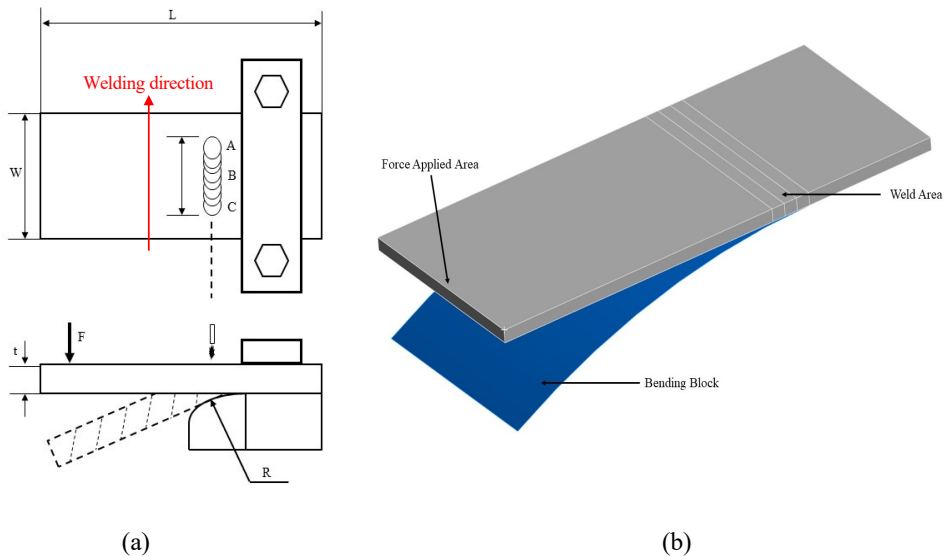 L
Welding direction
A
W
B
C
F
t
R
(a)
Force Applied Area
Weld Area
Bending Block
(b)